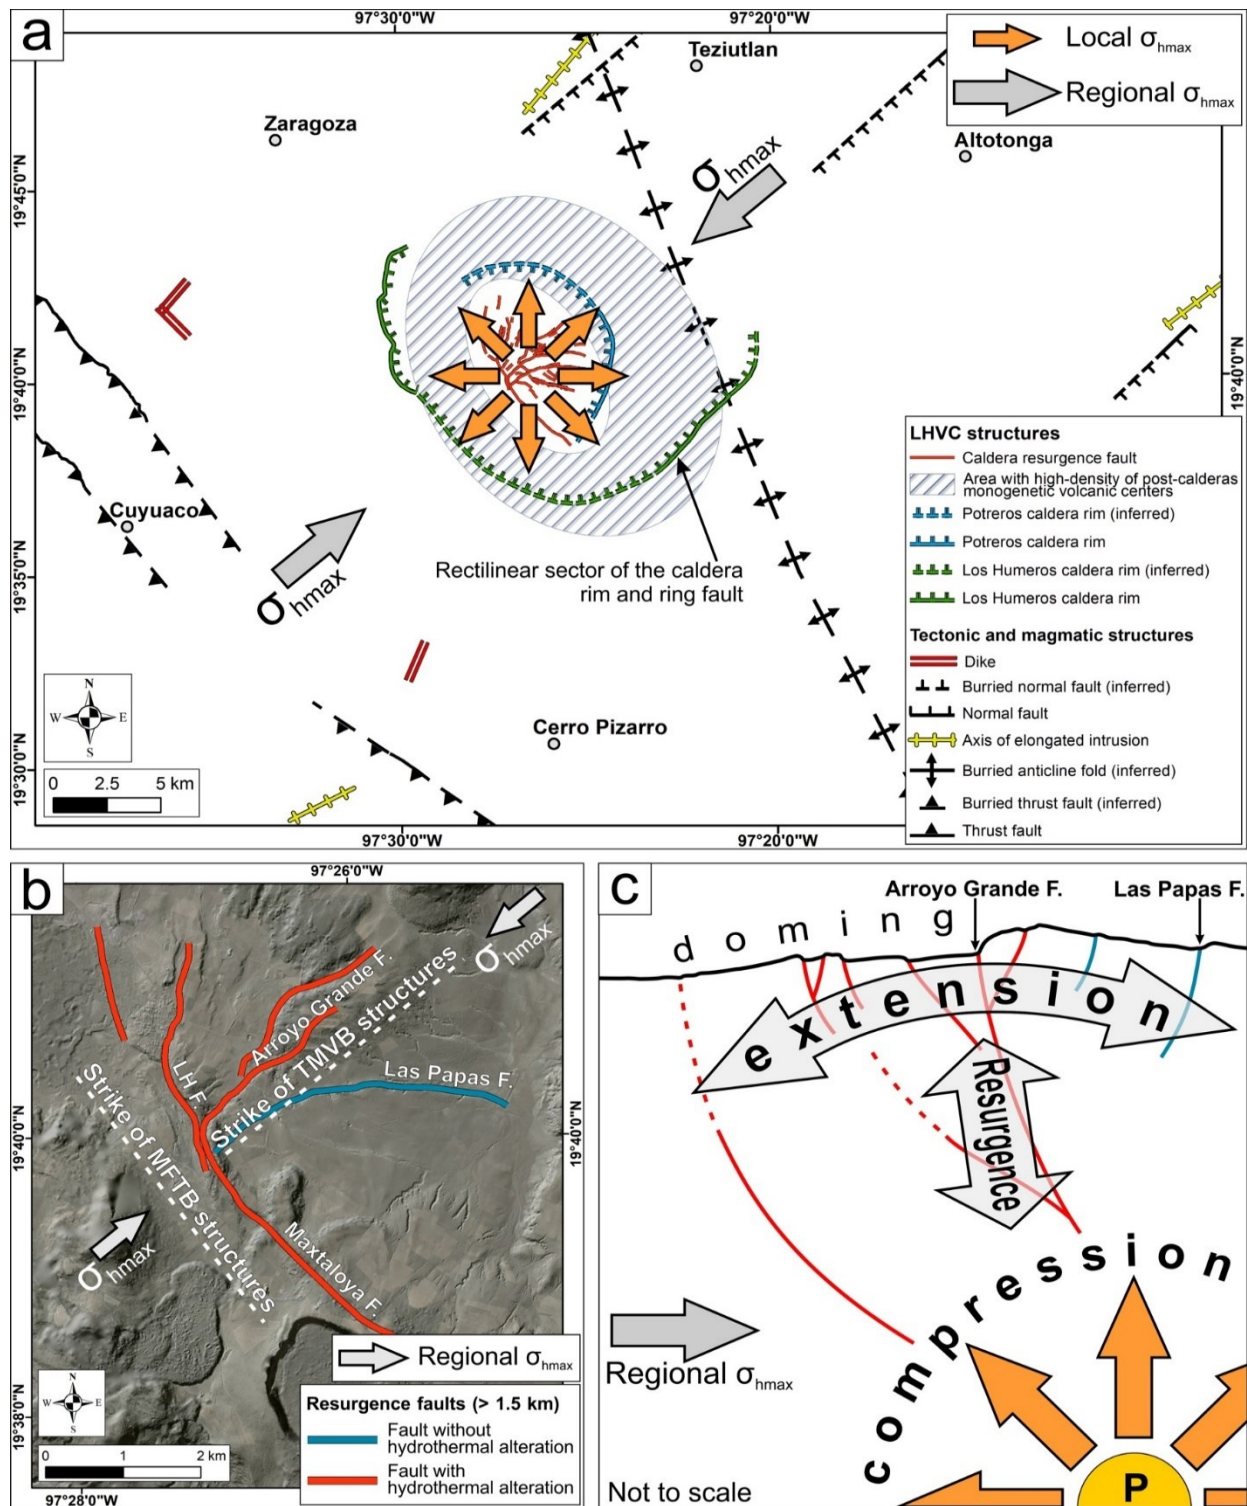 a
97°30'0"W
97°20'0"W
Teziutlan
Local σhmax
Regional σhmax
Zaragoza
Altotonga
σhmax
19°45'0"N
19°40'0"N
19°40'0"N
Cuyuaco
σhmax
19°35'0"N
Rectilinear sector of the caldera
rim and ring fault
Cerro Pizarro
19°30'0"N
N
W E
S
0 2.5 5 km
97°30'0"W
97°20'0"W
LHVC structures
Caldera resurgence fault
Area with high-density of post-calderas
monogenetic volcanic centers
Potreros caldera rim (inferred)
Potreros caldera rim
Los Humeros caldera rim (inferred)
Los Humeros caldera rim
Tectonic and magmatic structures
Dike
Burried normal fault (inferred)
Normal fault
Axis of elongated intrusion
Burried anticline fold (inferred)
Burried thrust fault (inferred)
Thrust fault
b
97°26'0"W
σhmax
Arroyo Grande F.
Strike of TMVB structures
LH F.
Las Papas F.
19°40'0"N
19°40'0"N
Strike of MFTB structures
σhmax
Maxtaloya F.
Regional σhmax
Resurgence faults (> 1.5 km)
Fault without
hydrothermal alteration
Fault with
hydrothermal alteration
N
W E
S
0 1 2 km
19°38'0"N
97°28'0"W
c
Arroyo Grande F.
Las Papas F.
doming
extension
Resurgence
compression
Regional σhmax
P
Not to scale